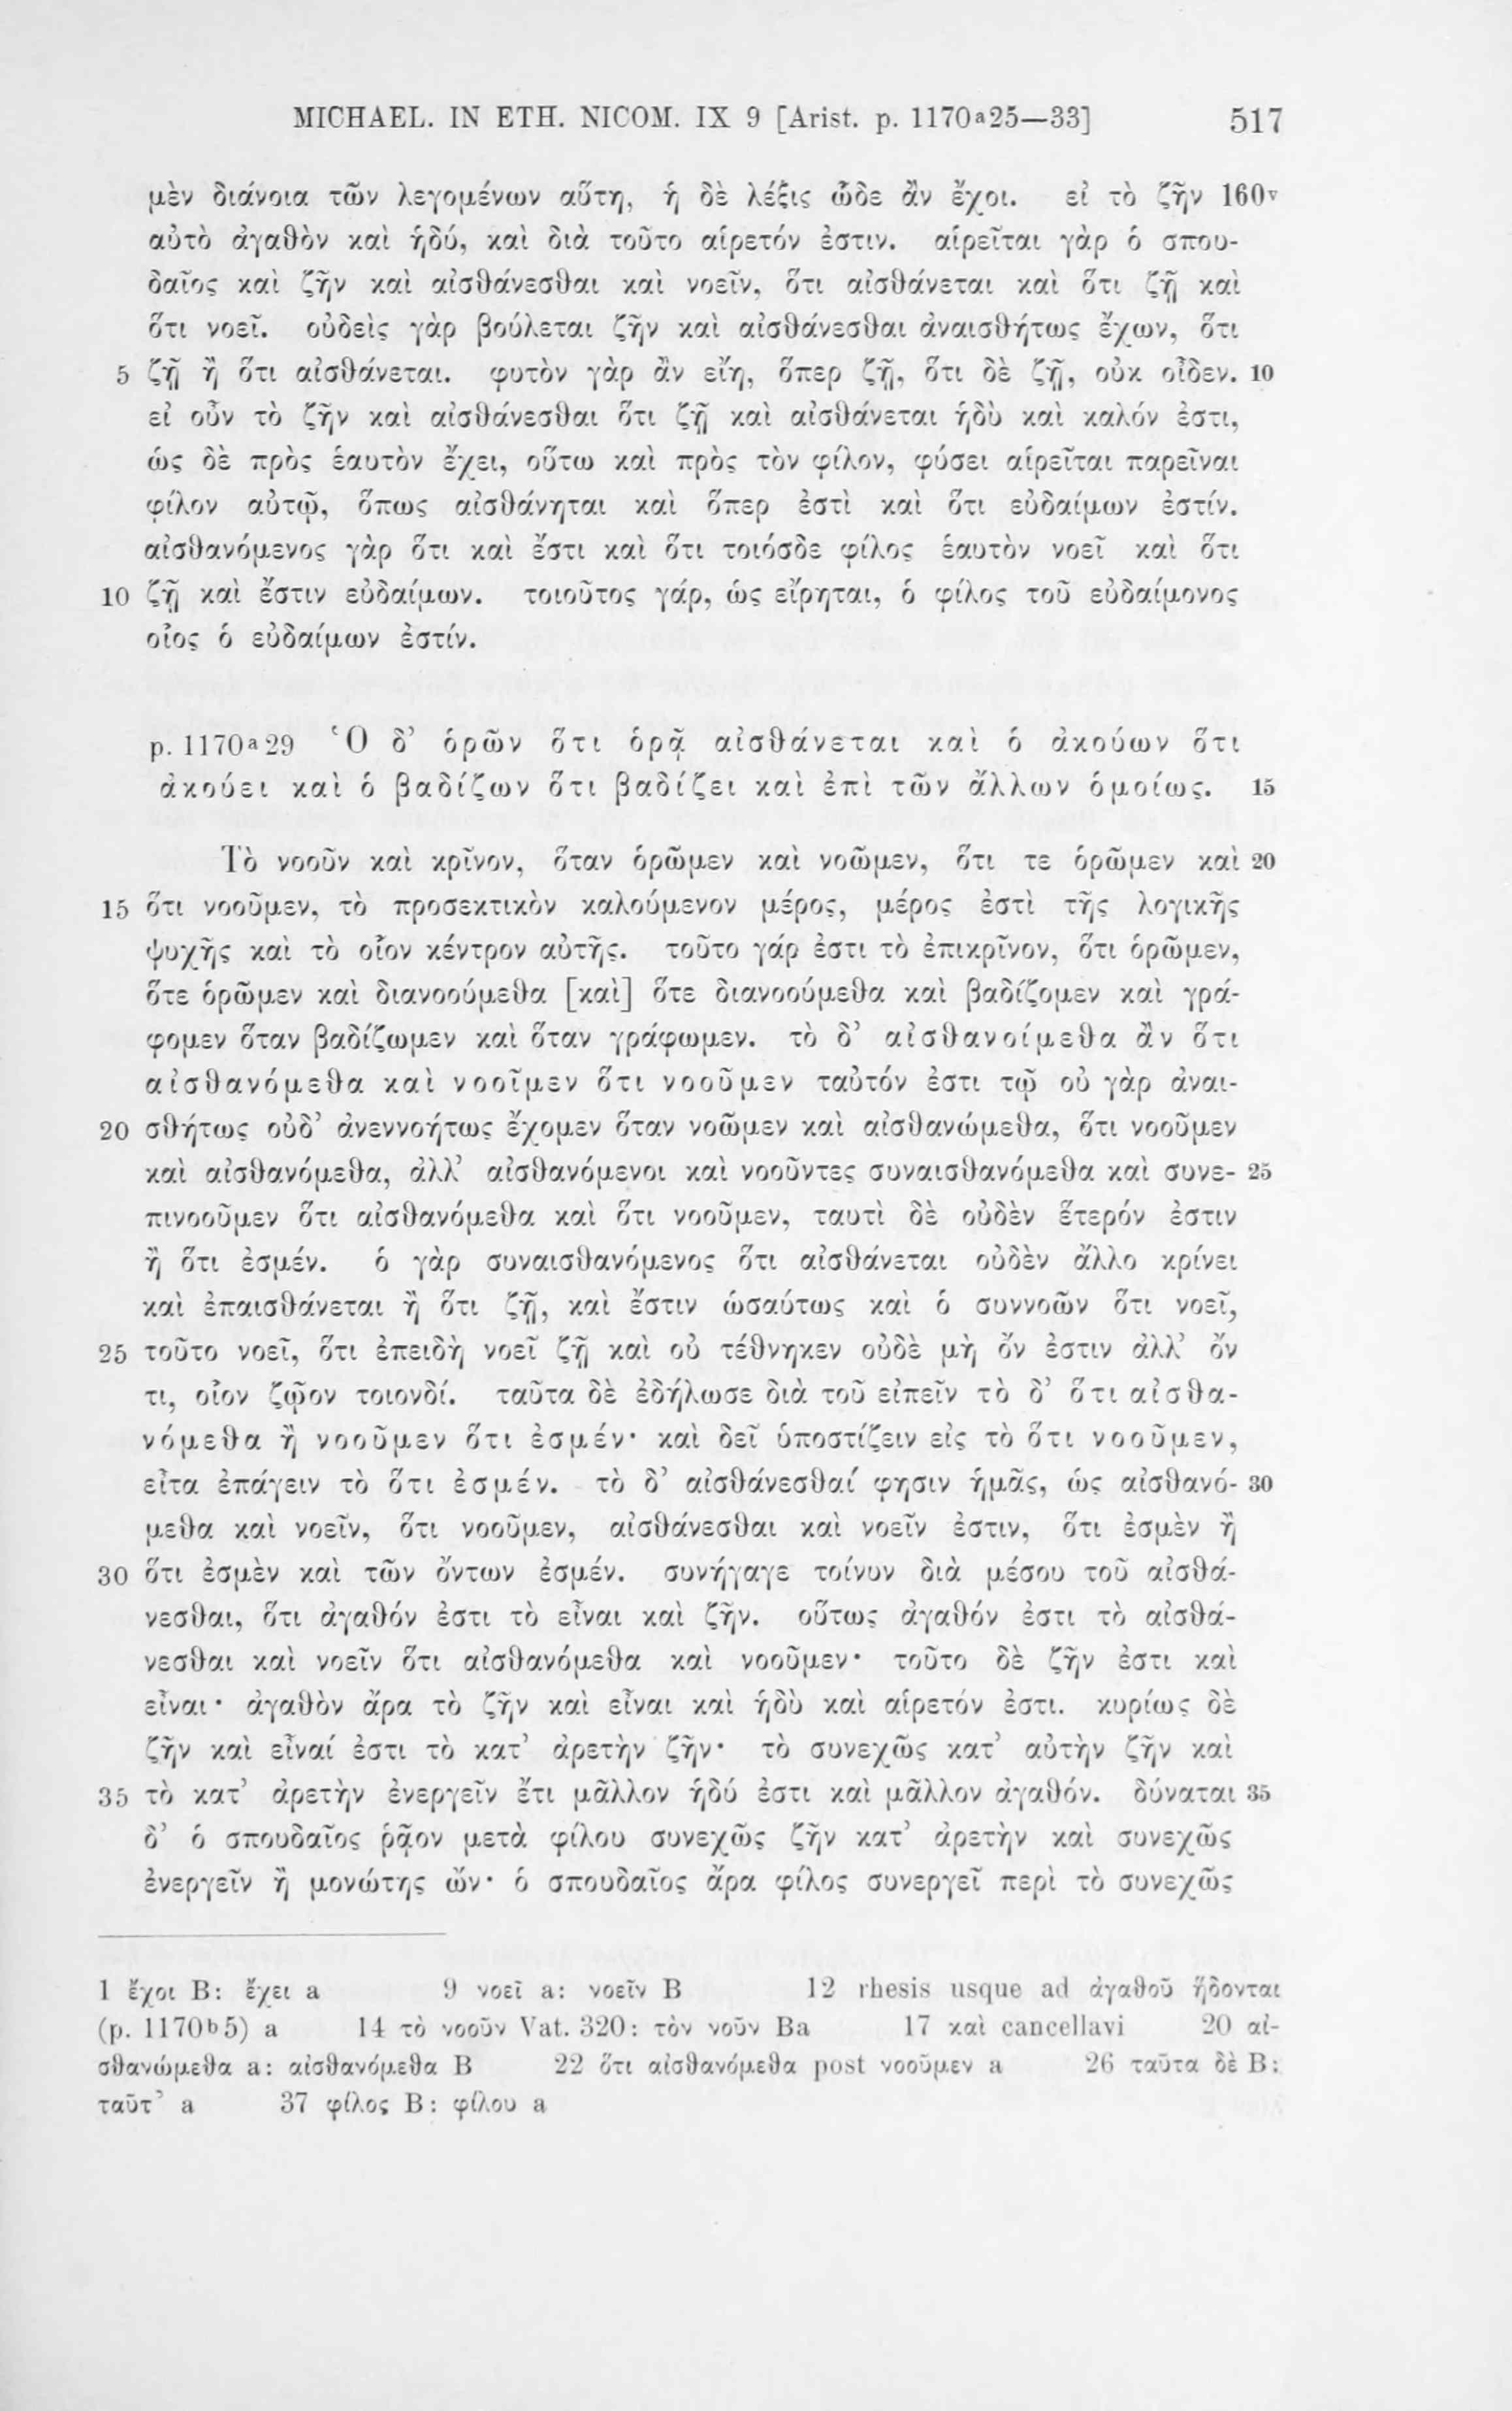 MICHAEL. IN ETH. NICOM. IX 9 [Arist. p. 1170a25—33] 517
μὲν διάνοια τῶν λεγομένων αὕτη, ἡ δὲ λέξις ὧδε ἂν ἔχοι. εἰ τὸ ζῆν 160v
αὐτὸ ἀγαθὸν καὶ ἡδύ, καὶ διὰ τοῦτο αἱρετόν ἐστιν. αἱρεῖται γὰρ ὁ σπου-
δαῖος καὶ ζῆν καὶ αἰσθάνεσθαι καὶ νοεῖν, ὅτι αἰσθάνεται καὶ ὅτι ζῇ καὶ
ὅτι νοεῖ. οὐδεὶς γὰρ βούλεται ζῆν καὶ αἰσθάνεσθαι ἀναισθήτως ἔχων, ὅτι
5 ζῇ ἢ ὅτι αἰσθάνεται. φυτὸν γὰρ ἂν εἴη, ὅπερ ζῇ, ὅτι δὲ ζῇ, οὐκ οἶδεν. 10
εἰ οὖν τὸ ζῆν καὶ αἰσθάνεσθαι ὅτι ζῇ καὶ αἰσθάνεται ἡδὺ καὶ καλόν ἐστι,
ὡς δὲ πρὸς ἑαυτὸν ἔχει, οὕτω καὶ πρὸς τὸν φίλον, φύσει αἱρεῖται παρεῖναι
φίλον αὐτῷ, ὅπως αἰσθάνηται καὶ ὅπερ ἐστὶ καὶ ὅτι εὐδαίμων ἐστίν.
αἰσθανόμενος γὰρ ὅτι καὶ ἔστι καὶ ὅτι τοιόσδε φίλος ἑαυτὸν νοεῖ καὶ ὅτι
10 ζῇ καὶ ἔστιν εὐδαίμων. τοιοῦτος γάρ, ὡς εἴρηται, ὁ φίλος τοῦ εὐδαίμονος
οἷος ὁ εὐδαίμων ἐστίν.
p. 1170a29 Ὁ δ’ ὁρῶν ὅτι ὁρᾷ αἰσθάνεται καὶ ὁ ἀκούων ὅτι
ἀκούει καὶ ὁ βαδίζων ὅτι βαδίζει καὶ ἐπὶ τῶν ἄλλων ὁμοίως. 15
Τὸ νοοῦν καὶ κρῖνον, ὅταν ὁρῶμεν καὶ νοῶμεν, ὅτι τε ὁρῶμεν καὶ 20
15 ὅτι νοοῦμεν, τὸ προσεκτικὸν καλούμενον μέρος, μέρος ἐστὶ τῆς λογικῆς
ψυχῆς καὶ τὸ οἷον κέντρον αὐτῆς. τοῦτο γάρ ἐστι τὸ ἐπικρῖνον, ὅτι ὁρῶμεν,
ὅτε ὁρῶμεν καὶ διανοούμεθα [καὶ] ὅτε διανοούμεθα καὶ βαδίζομεν καὶ γρά-
φομεν ὅταν βαδίζωμεν καὶ ὅταν γράφωμεν. τὸ δ’ αἰσθανοίμεθα ἂν ὅτι
αἰσθανόμεθα καὶ νοοῖμεν ὅτι νοοῦμεν ταὐτόν ἐστι τῷ οὐ γὰρ ἀναι-
20 σθήτως οὐδ’ ἀνεννοήτως ἔχομεν ὅταν νοῶμεν καὶ αἰσθανώμεθα, ὅτι νοοῦμεν
καὶ αἰσθανόμεθα, ἀλλ’ αἰσθανόμενοι καὶ νοοῦντες συναισθανόμεθα καὶ συνε- 25
πινοοῦμεν ὅτι αἰσθανόμεθα καὶ ὅτι νοοῦμεν, ταυτὶ δὲ οὐδὲν ἕτερόν ἐστιν
ἢ ὅτι ἐσμέν. ὁ γὰρ συναισθανόμενος ὅτι αἰσθάνεται οὐδὲν ἄλλο κρίνει
καὶ ἐπαισθάνεται ἢ ὅτι ζῇ, καὶ ἔστιν ὡσαύτως καὶ ὁ συννοῶν ὅτι νοεῖ,
25 τοῦτο νοεῖ, ὅτι ἐπειδὴ νοεῖ ζῇ καὶ οὐ τέθνηκεν οὐδὲ μὴ ὄν ἐστιν ἀλλ’ ὄν
τι, οἷον ζῷον τοιονδί. ταῦτα δὲ ἐδήλωσε διὰ τοῦ εἰπεῖν τὸ δ’ ὅτι αἰσθα-
νόμεθα ἢ νοοῦμεν ὅτι ἐσμέν· καὶ δεῖ ὑποστίζειν εἰς τὸ ὅτι νοοῦμεν,
εἶτα ἐπάγειν τὸ ὅτι ἐσμέν. τὸ δ’ αἰσθάνεσθαί φησιν ἡμᾶς, ὡς αἰσθανό- 30
μεθα καὶ νοεῖν, ὅτι νοοῦμεν, αἰσθάνεσθαι καὶ νοεῖν ἐστιν, ὅτι ἐσμὲν ἢ
30 ὅτι ἐσμὲν καὶ τῶν ὄντων ἐσμέν. συνήγαγε τοίνυν διὰ μέσου τοῦ αἰσθά-
νεσθαι, ὅτι ἀγαθόν ἐστι τὸ εἶναι καὶ ζῆν. οὕτως ἀγαθόν ἐστι τὸ αἰσθά-
νεσθαι καὶ νοεῖν ὅτι αἰσθανόμεθα καὶ νοοῦμεν· τοῦτο δὲ ζῆν ἐστι καὶ
εἶναι· ἀγαθὸν ἄρα τὸ ζῆν καὶ εἶναι καὶ ἡδὺ καὶ αἱρετόν ἐστι. κυρίως δὲ
ζῆν καὶ εἶναί ἐστι τὸ κατ’ ἀρετὴν ζῆν· τὸ συνεχῶς κατ’ αὐτὴν ζῆν καὶ
35 τὸ κατ’ ἀρετὴν ἐνεργεῖν ἔτι μᾶλλον ἡδύ ἐστι καὶ μᾶλλον ἀγαθόν. δύναται 35
δ’ ὁ σπουδαῖος ῥᾷον μετὰ φίλου συνεχῶς ζῆν κατ’ ἀρετὴν καὶ συνεχῶς
ἐνεργεῖν ἢ μονώτης ὤν· ὁ σπουδαῖος ἄρα φίλος συνεργεῖ περὶ τὸ συνεχῶς
1 ἔχοι B: ἔχει a 9 νοεῖ a: νοεῖν B 12 rhesis usque ad ἀγαθοῦ ἥδονται
(p. 1170b5) a 14 τὸ νοοῦν Vat. 320: τὸν νοῦν Ba 17 καὶ cancellavi 20 αἰ-
σθανώμεθα a: αἰσθανόμεθα B 22 ὅτι αἰσθανόμεθα post νοοῦμεν a 26 ταῦτα δὲ B:
ταῦτ’ a 37 φίλος B: φίλου a